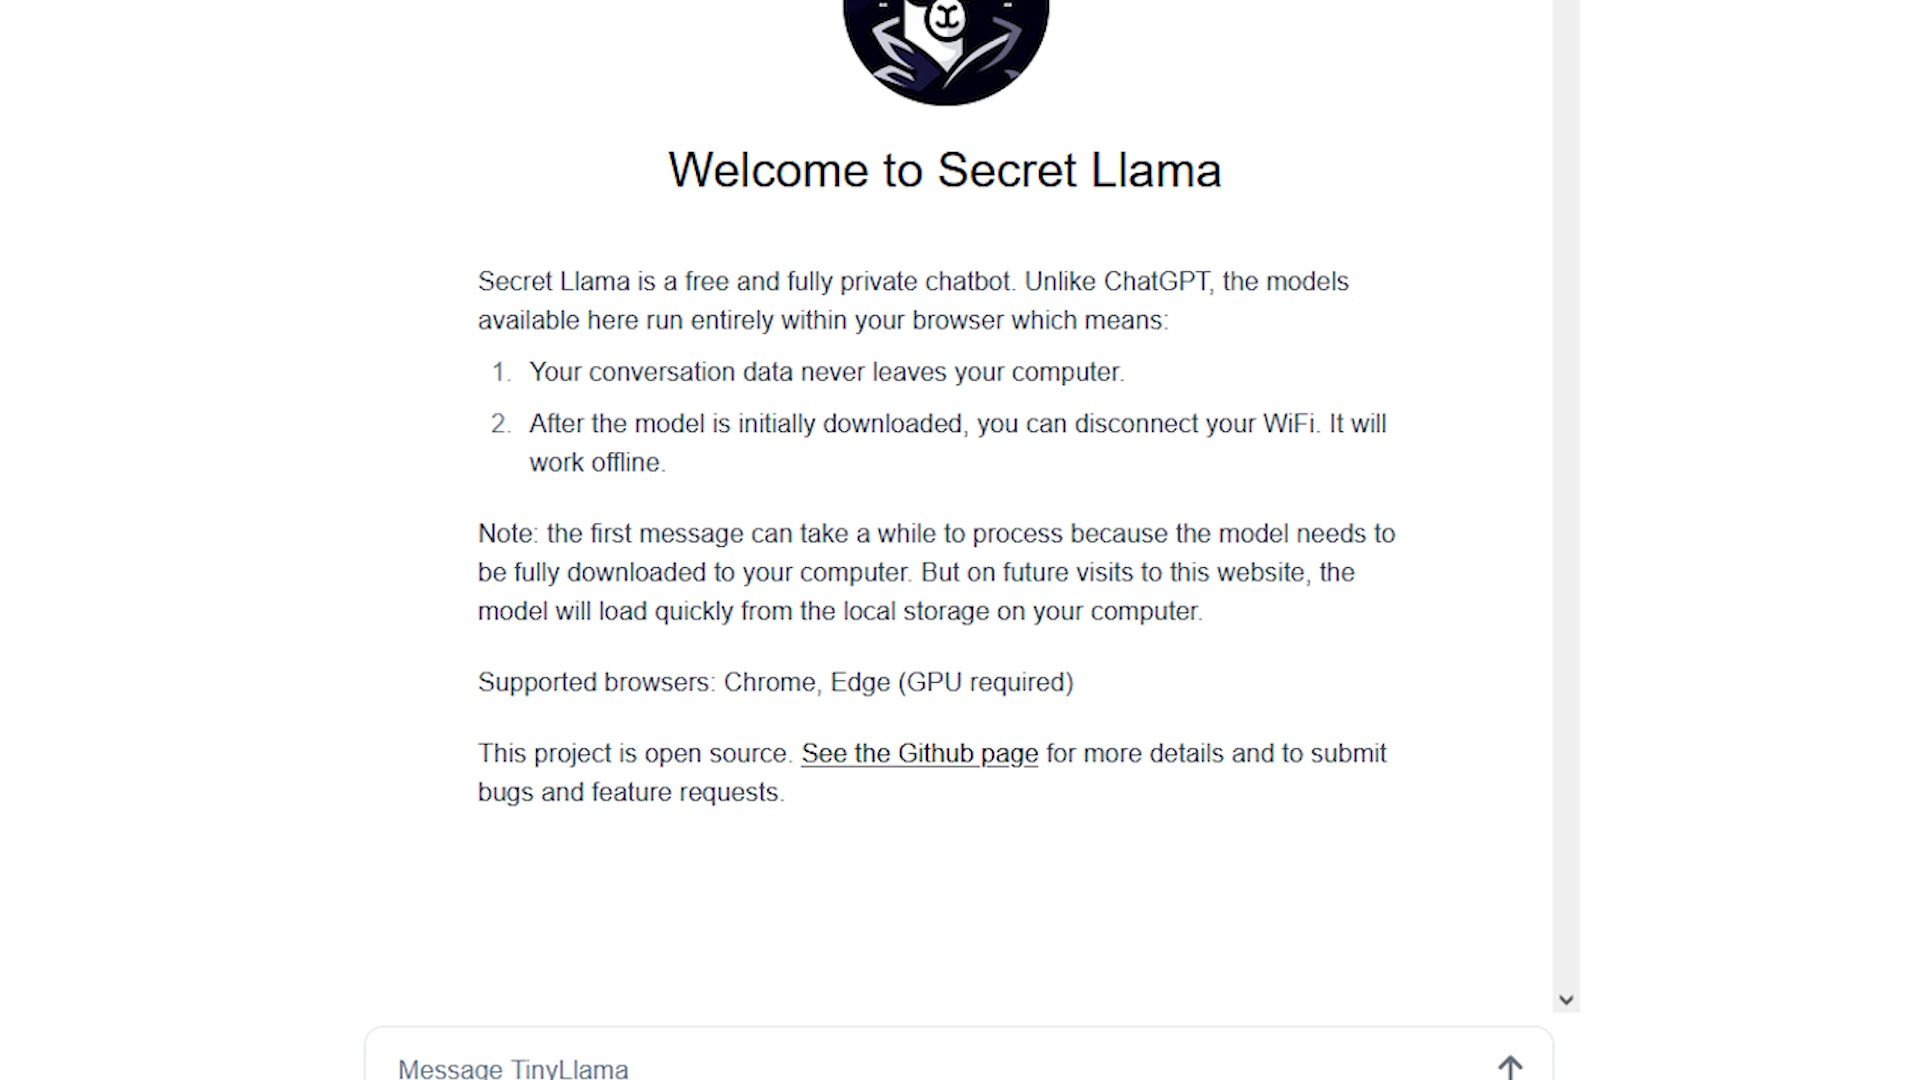 Welcome to Secret Llama
Secret Llama is a free and fully private chatbot. Unlike ChatGPT, the models
available here run entirely within your browser which means:
1. Your conversation data never leaves your computer.
2. After the model is initially downloaded, you can disconnect your WiFi. It will
work offline.
Note: the first message can take a while to process because the model needs to
be fully downloaded to your computer. But on future visits to this website, the
model will load quickly from the local storage on your computer.
Supported browsers: Chrome, Edge (GPU required)
This project is open source. See the Github page for more details and to submit
bugs and feature requests.
Message TinyLlama